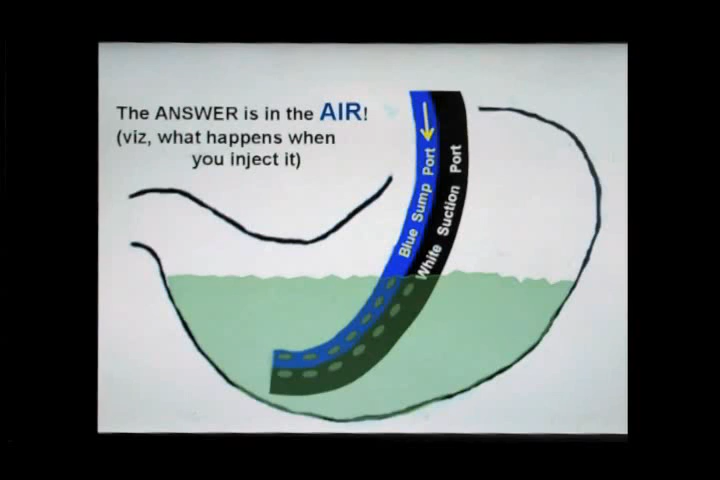 The ANSWER is in the AIR!
(viz, what happens when
you inject it)
Blue Sump Port
White Suction Port